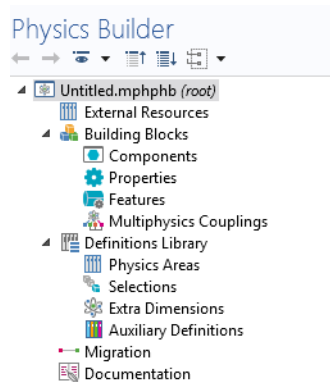 Physics Builder
Untitled.mphphb (root)
External Resources
Building Blocks
Components
Properties
Features
Multiphysics Couplings
Definitions Library
Physics Areas
Selections
Extra Dimensions
Auxiliary Definitions
Migration
Documentation